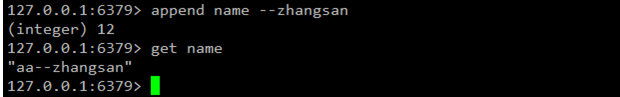 127.0.0.1:6379> append name --zhangsan
(integer) 12
127.0.0.1:6379> get name
"aa--zhangsan"
127.0.0.1:6379>